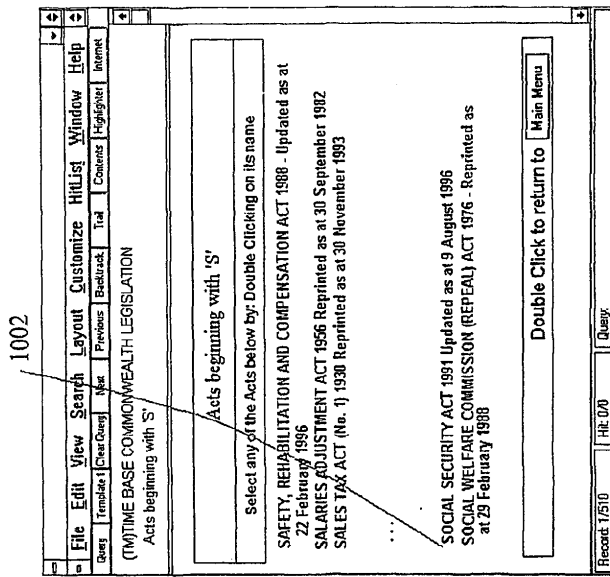 1002
File Edit View Search Layout Customize HitList Window Help
Query Template 1 Clear Query Next Previous Backtrack Trail Contents Highlighter Internet
(TM)TIME BASE COMMONWEALTH LEGISLATION
Acts beginning with 'S'
Acts beginning with 'S'
Select any of the Acts below by: Double Clicking on its name
SAFETY, REHABILITATION AND COMPENSATION ACT 1988 - Updated as at
22 February 1996
SALARIES ADJUSTMENT ACT 1956 Reprinted as at 30 September 1982
SALES TAX ACT (No. 1) 1930 Reprinted as at 30 November 1993
. . . .
SOCIAL SECURITY ACT 1991 Updated as at 9 August 1996
SOCIAL WELFARE COMMISSION (REPEAL) ACT 1976 - Reprinted as
at 29 February 1988
Double Click to return to Main Menu
Record: 1/510 Hit: 0/0 Query: